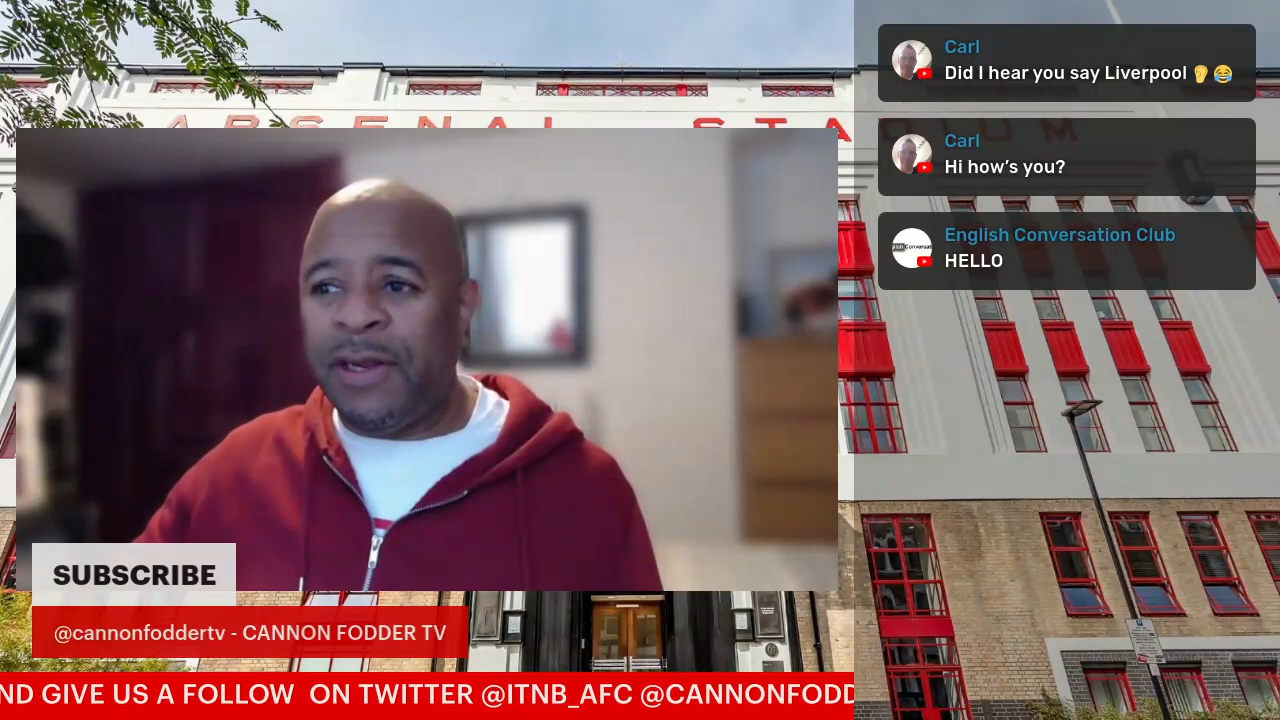 ARSENAL STADIUM
Carl
Did I hear you say Liverpool 👂😂
Carl
Hi how's you?
English Conversation Club
HELLO
SUBSCRIBE
@cannonfoddertv - CANNON FODDER TV
ND GIVE US A FOLLOW ON TWITTER @ITNB_AFC @CANNONFODD